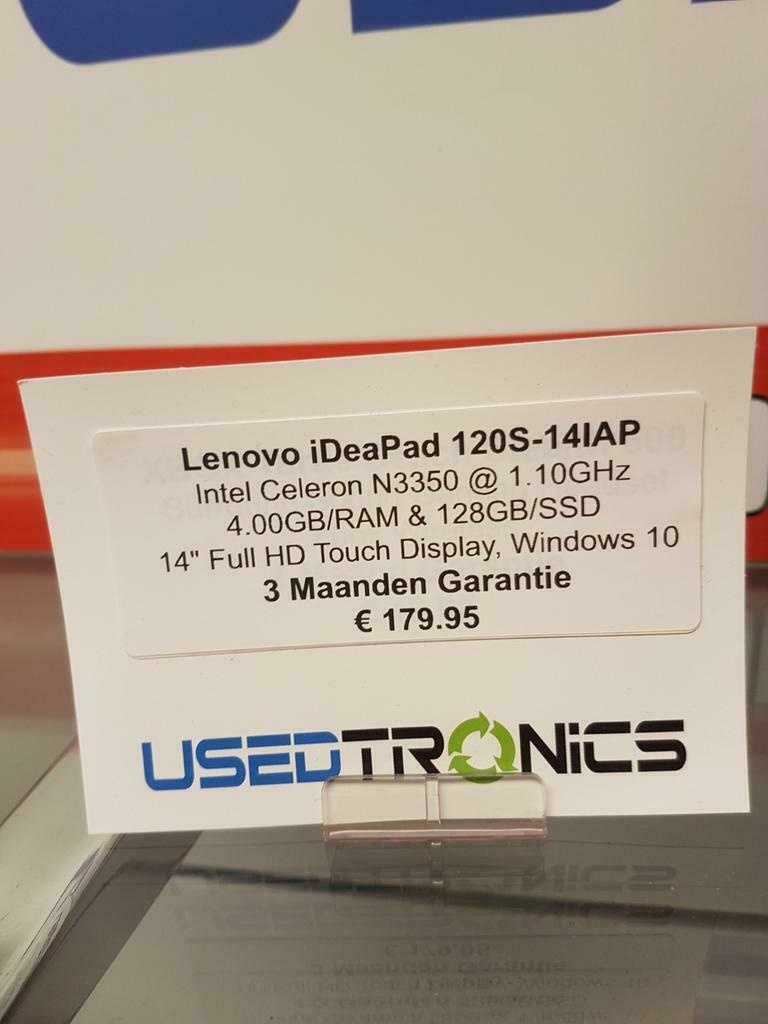 Lenovo iDeaPad 120S-14IAP
Intel Celeron N3350 @ 1.10GHz
4.00GB/RAM & 128GB/SSD
14" Full HD Touch Display, Windows 10
3 Maanden Garantie
€ 179.95
USEDTRONiCS